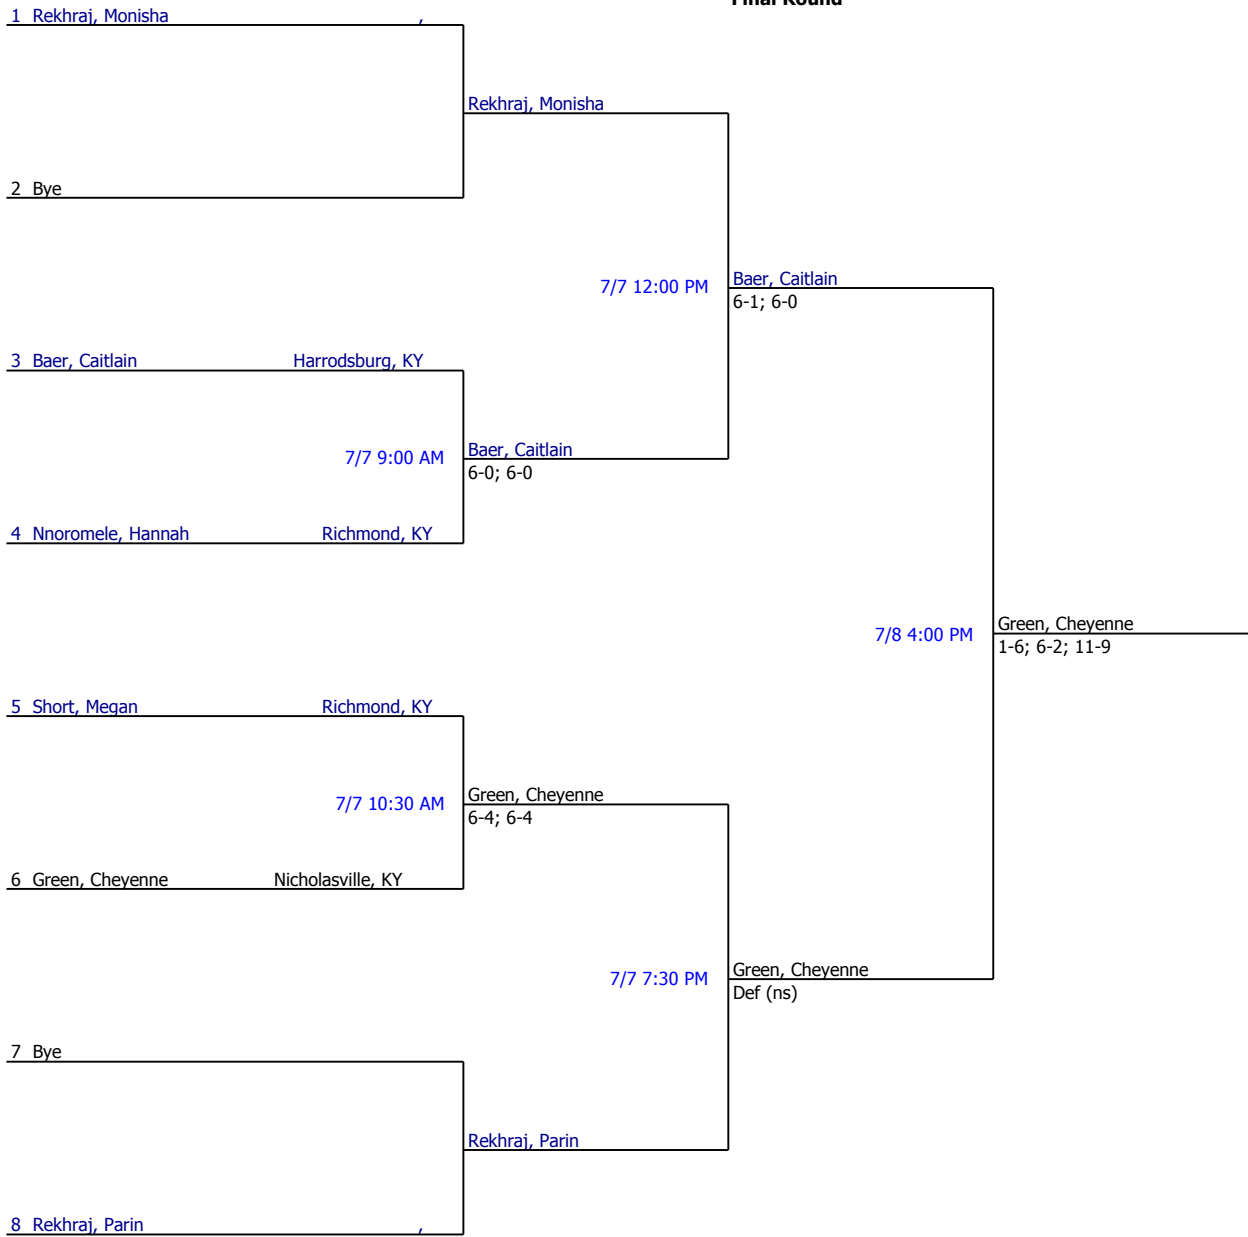 Final Round
1 Rekhraj, Monisha ,
Rekhraj, Monisha
2 Bye
7/7 12:00 PM
Baer, Caitlain
6-1; 6-0
3 Baer, Caitlain Harrodsburg, KY
7/7 9:00 AM
Baer, Caitlain
6-0; 6-0
4 Nnoromele, Hannah Richmond, KY
7/8 4:00 PM
Green, Cheyenne
1-6; 6-2; 11-9
5 Short, Megan Richmond, KY
7/7 10:30 AM
Green, Cheyenne
6-4; 6-4
6 Green, Cheyenne Nicholasville, KY
7/7 7:30 PM
Green, Cheyenne
Def (ns)
7 Bye
Rekhraj, Parin
8 Rekhraj, Parin ,